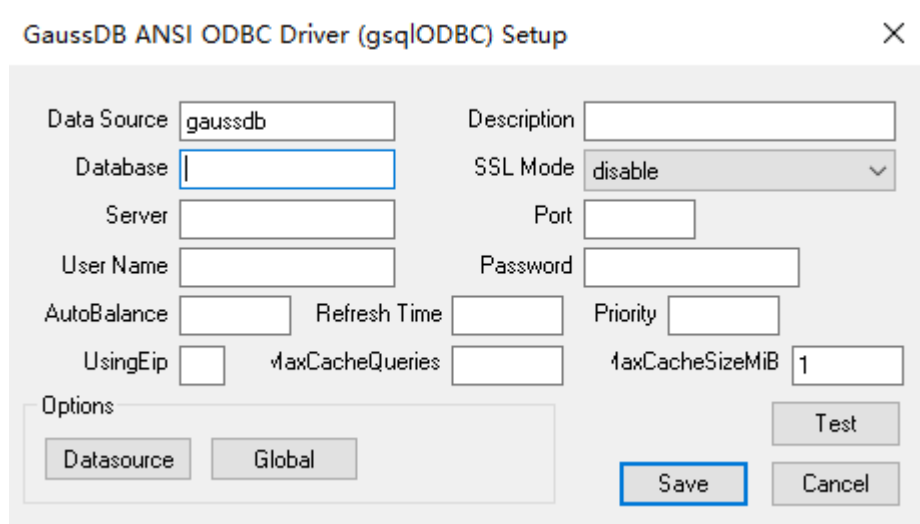 GaussDB ANSI ODBC Driver (gsqlODBC) Setup
Data Source gaussdb Description
Database SSL Mode disable
Server Port
User Name Password
AutoBalance Refresh Time Priority
UsingEip MaxCacheQueries MaxCacheSizeMiB 1
Options
Datasource Global Test
Save Cancel